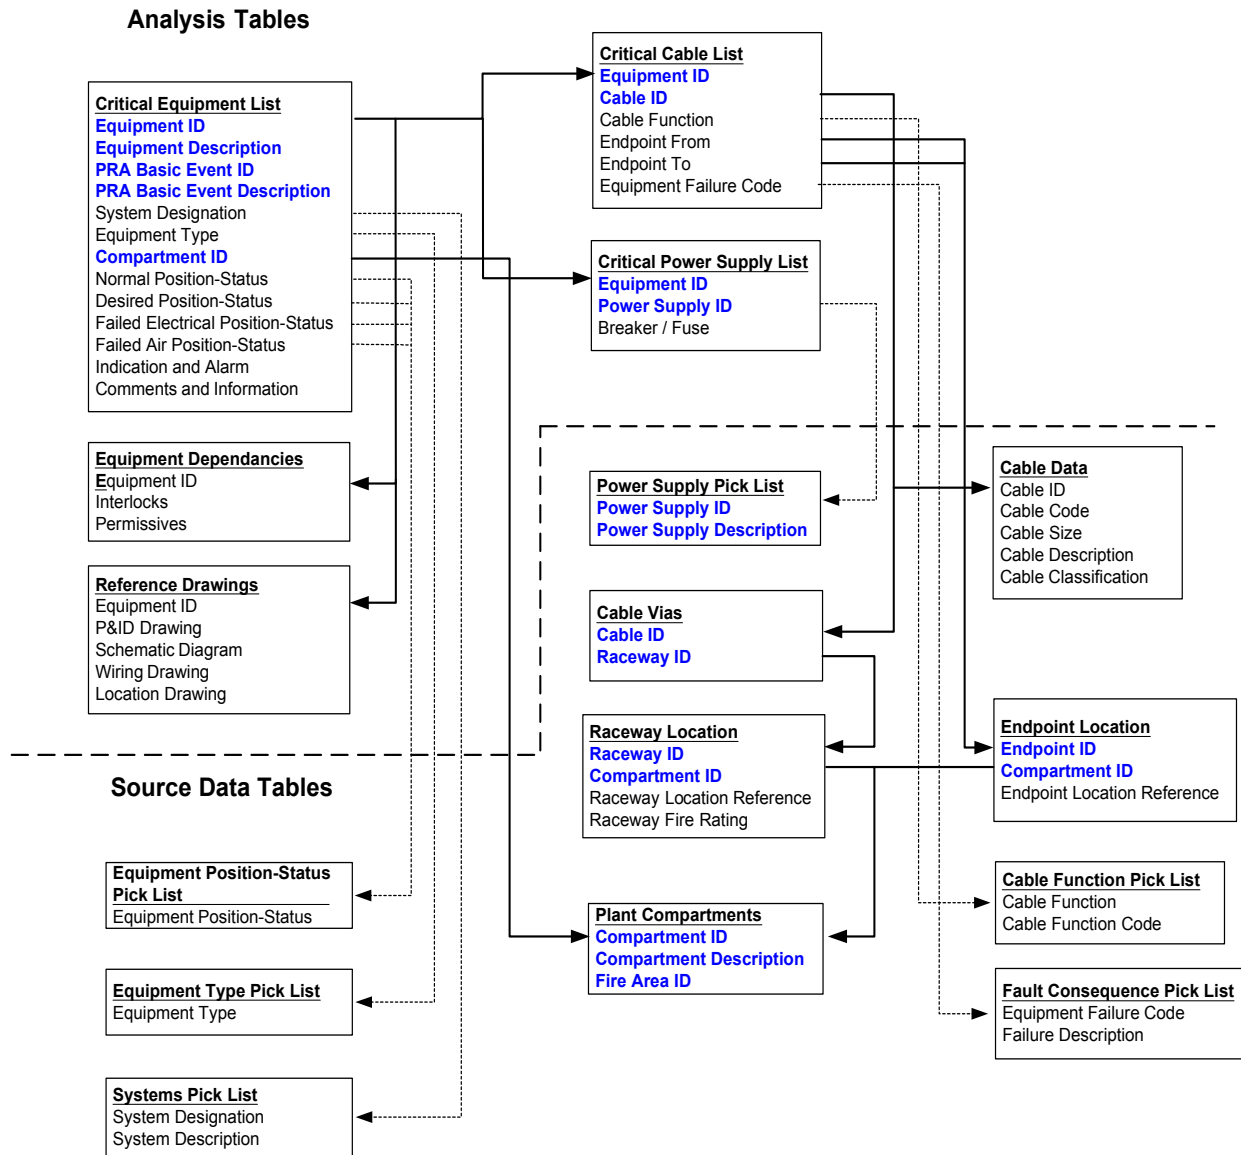 Analysis Tables
Critical Equipment List
Equipment ID
Equipment Description
PRA Basic Event ID
PRA Basic Event Description
System Designation
Equipment Type
Compartment ID
Normal Position-Status
Desired Position-Status
Failed Electrical Position-Status
Failed Air Position-Status
Indication and Alarm
Comments and Information
Equipment Dependancies
Equipment ID
Interlocks
Permissives
Reference Drawings
Equipment ID
P&ID Drawing
Schematic Diagram
Wiring Drawing
Location Drawing
Critical Cable List
Equipment ID
Cable ID
Cable Function
Endpoint From
Endpoint To
Equipment Failure Code
Critical Power Supply List
Equipment ID
Power Supply ID
Breaker / Fuse
Source Data Tables
Equipment Position-Status
Pick List
Equipment Position-Status
Equipment Type Pick List
Equipment Type
Systems Pick List
System Designation
System Description
Power Supply Pick List
Power Supply ID
Power Supply Description
Cable Vias
Cable ID
Raceway ID
Raceway Location
Raceway ID
Compartment ID
Raceway Location Reference
Raceway Fire Rating
Plant Compartments
Compartment ID
Compartment Description
Fire Area ID
Cable Data
Cable ID
Cable Code
Cable Size
Cable Description
Cable Classification
Endpoint Location
Endpoint ID
Compartment ID
Endpoint Location Reference
Cable Function Pick List
Cable Function
Cable Function Code
Fault Consequence Pick List
Equipment Failure Code
Failure Description